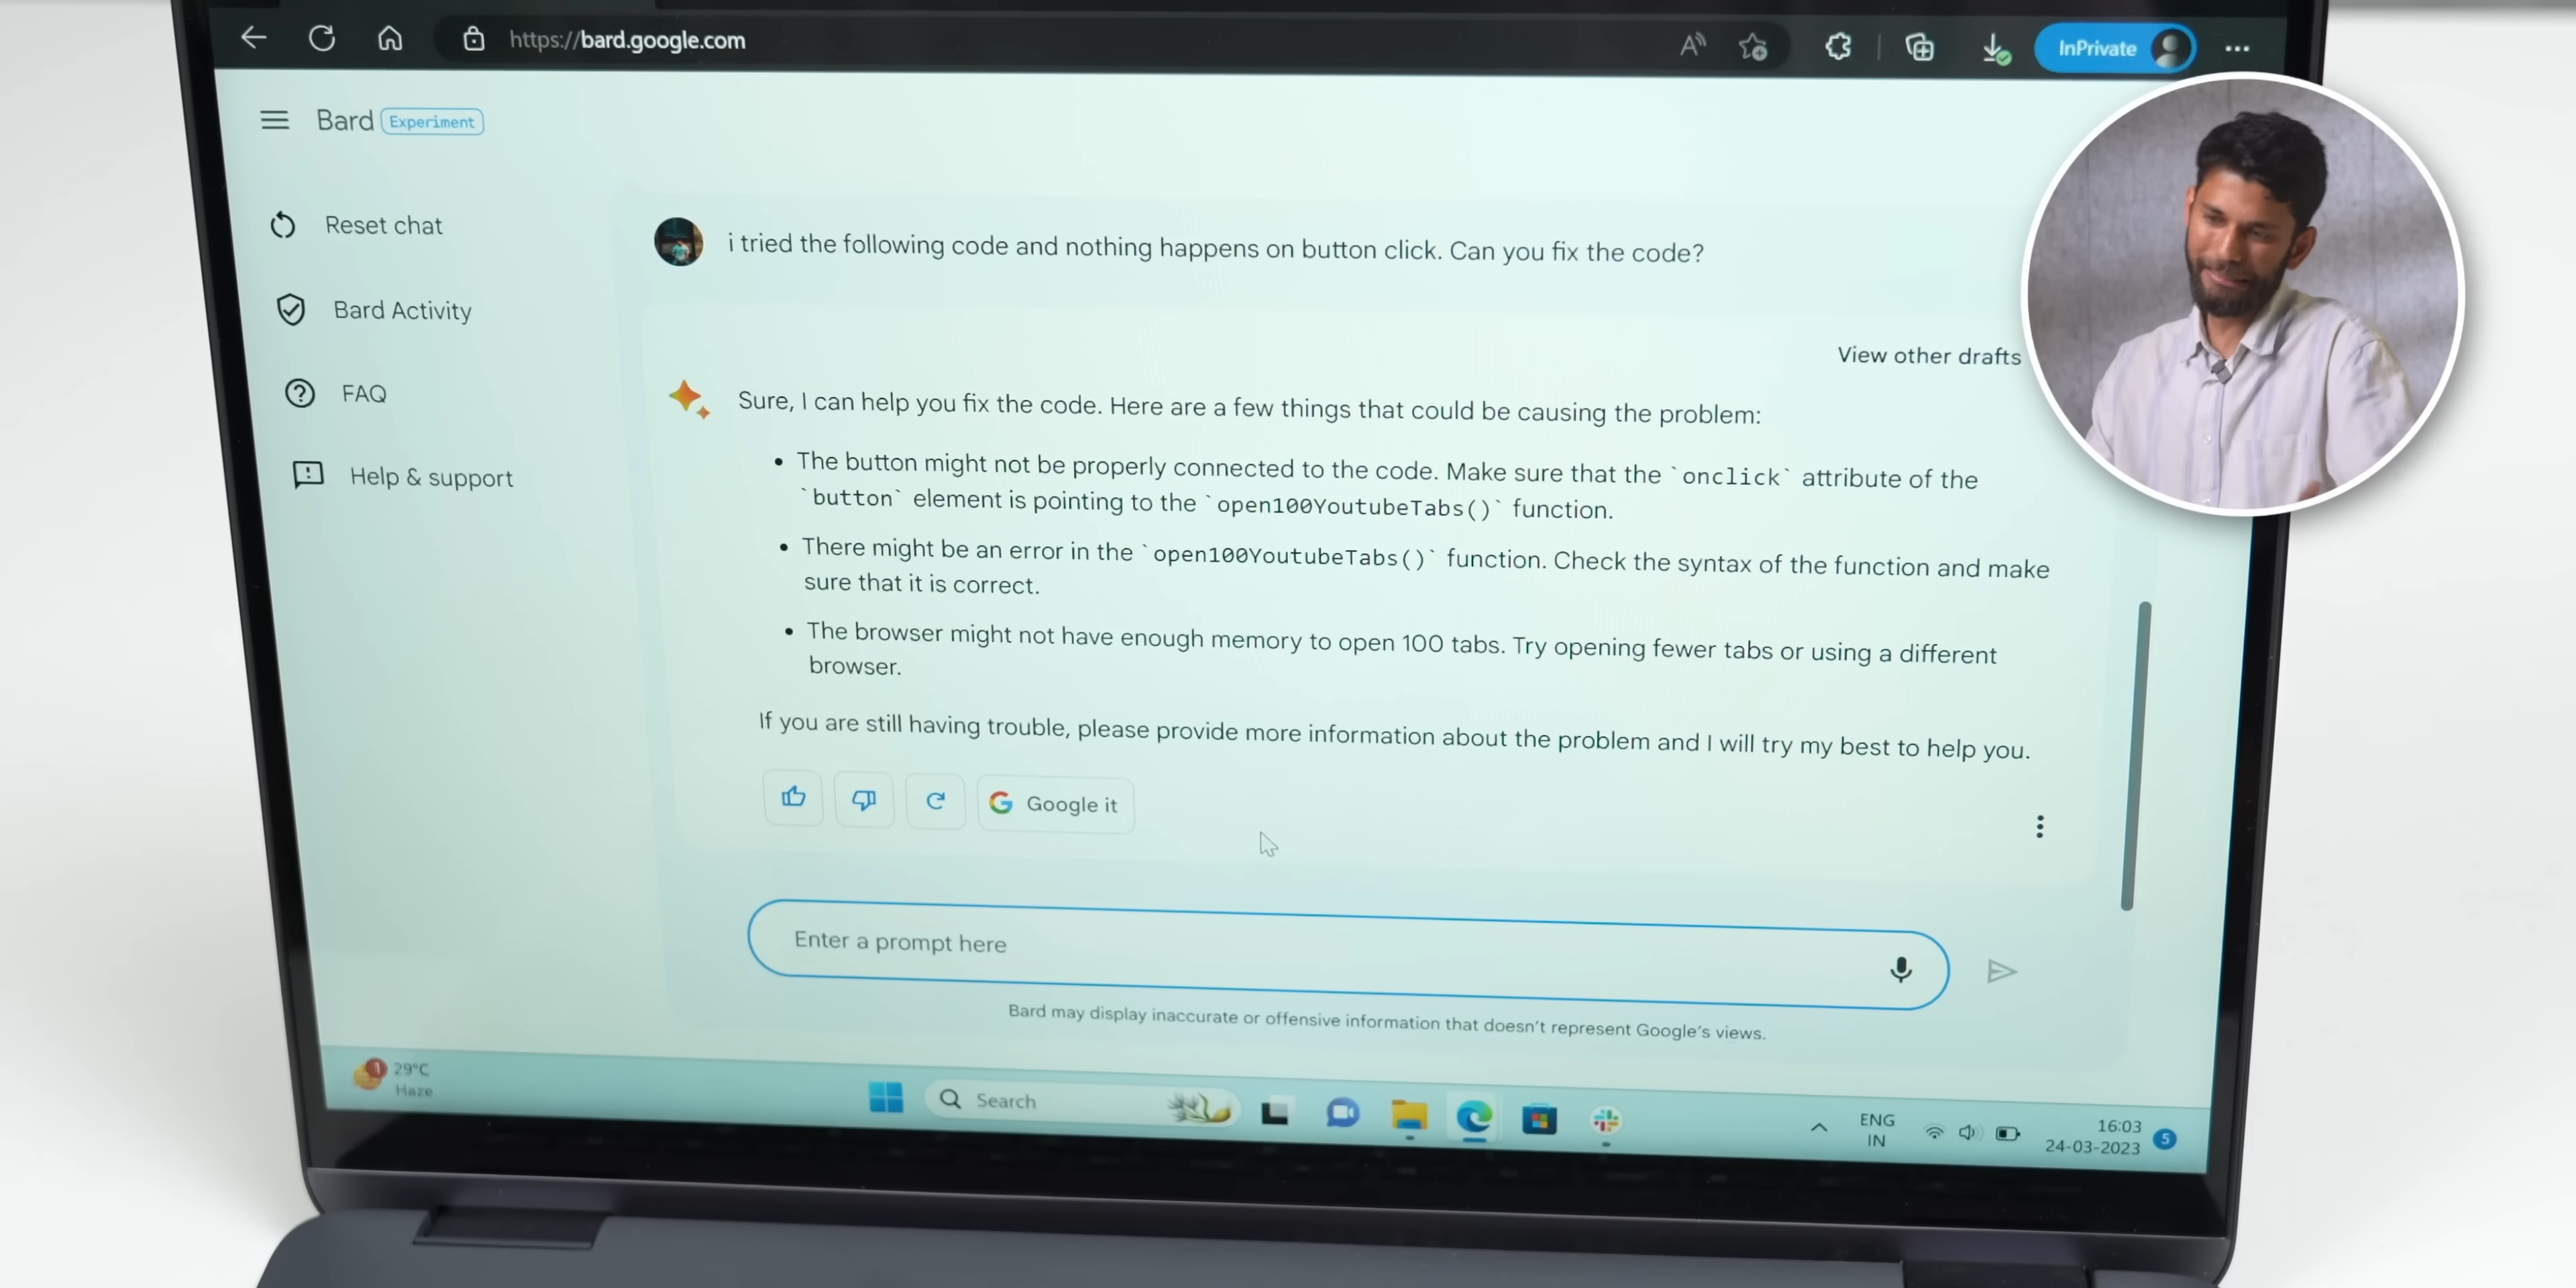 https://bard.google.com
InPrivate
Bard Experiment
Reset chat
Bard Activity
FAQ
Help & support
i tried the following code and nothing happens on button click. Can you fix the code?
View other drafts
Sure, I can help you fix the code. Here are a few things that could be causing the problem:
• The button might not be properly connected to the code. Make sure that the `onclick` attribute of the
`button` element is pointing to the `open100YoutubeTabs()` function.
• There might be an error in the `open100YoutubeTabs()` function. Check the syntax of the function and make
sure that it is correct.
• The browser might not have enough memory to open 100 tabs. Try opening fewer tabs or using a different
browser.
If you are still having trouble, please provide more information about the problem and I will try my best to help you.
Google it
Enter a prompt here
Bard may display inaccurate or offensive information that doesn't represent Google's views.
1
29°C
Haze
Search
ENG
IN
16:03
24-03-2023
5